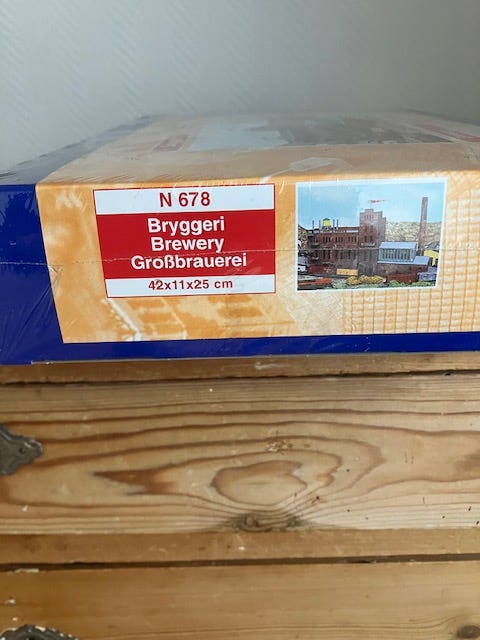 N 678
Bryggeri
Brewery
Großbrauerei
42x11x25 cm